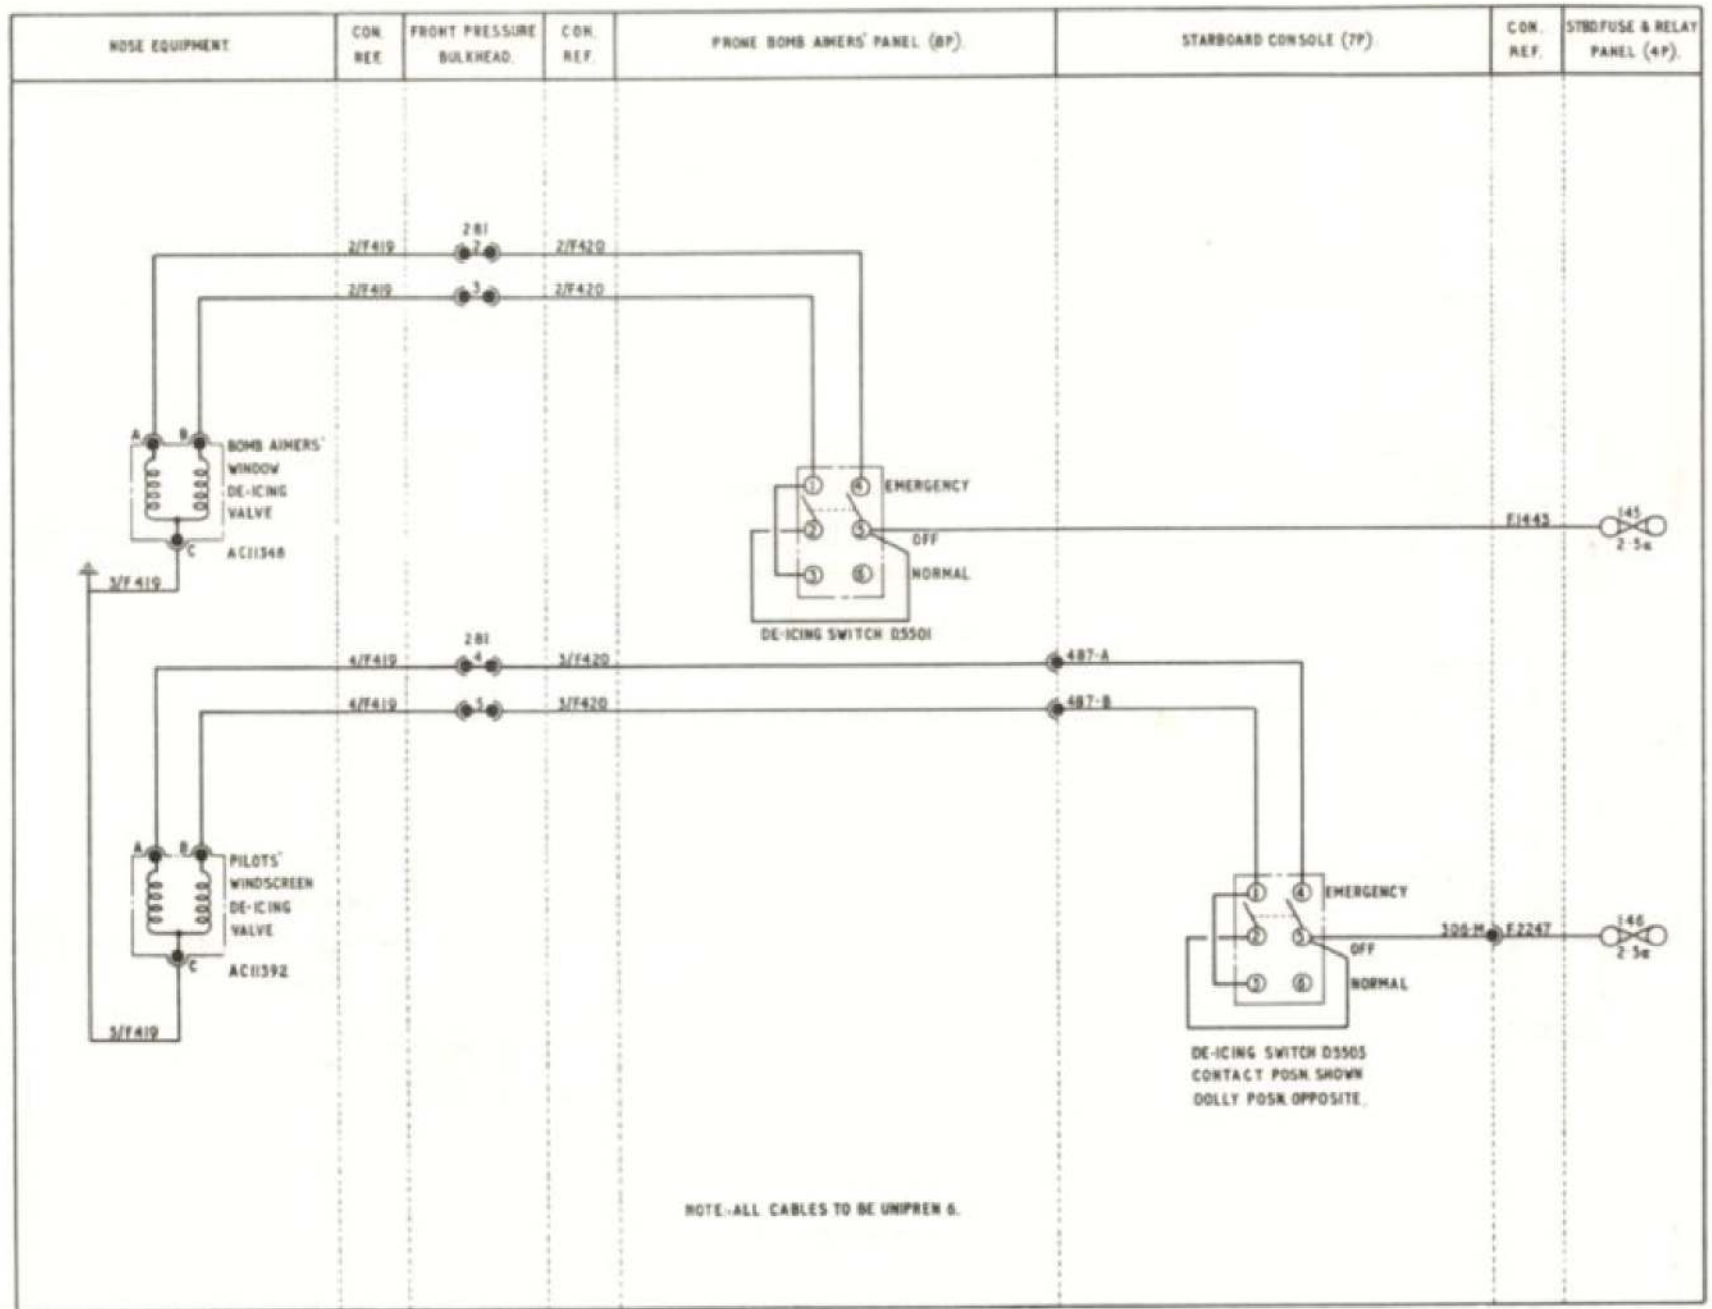 NOSE EQUIPMENT
CON. REF.
FRONT PRESSURE BULKHEAD.
CON. REF.
PRONE BOMB AIMERS' PANEL (8P).
STARBOARD CONSOLE (7P).
CON. REF.
STBD.FUSE & RELAY PANEL (4P).
281
2/F419
2
2/F420
2/F419
3
2/F420
A
B
BOMB AIMERS'
WINDOW
DE-ICING
VALVE
C
AC11348
3/F419
1
4
EMERGENCY
2
5
OFF
3
6
NORMAL
DE-ICING SWITCH D5501
F1443
145
2·5a
281
4/F419
4
3/F420
487-A
4/F419
5
3/F420
487-B
A
B
PILOTS'
WINDSCREEN
DE-ICING
VALVE
C
AC11392
3/F419
1
4
EMERGENCY
2
5
OFF
3
6
NORMAL
306-M
F2247
146
2·5a
DE-ICING SWITCH D5503
CONTACT POSN. SHOWN
DOLLY POSN. OPPOSITE.
NOTE:-ALL CABLES TO BE UNIPREN 6.